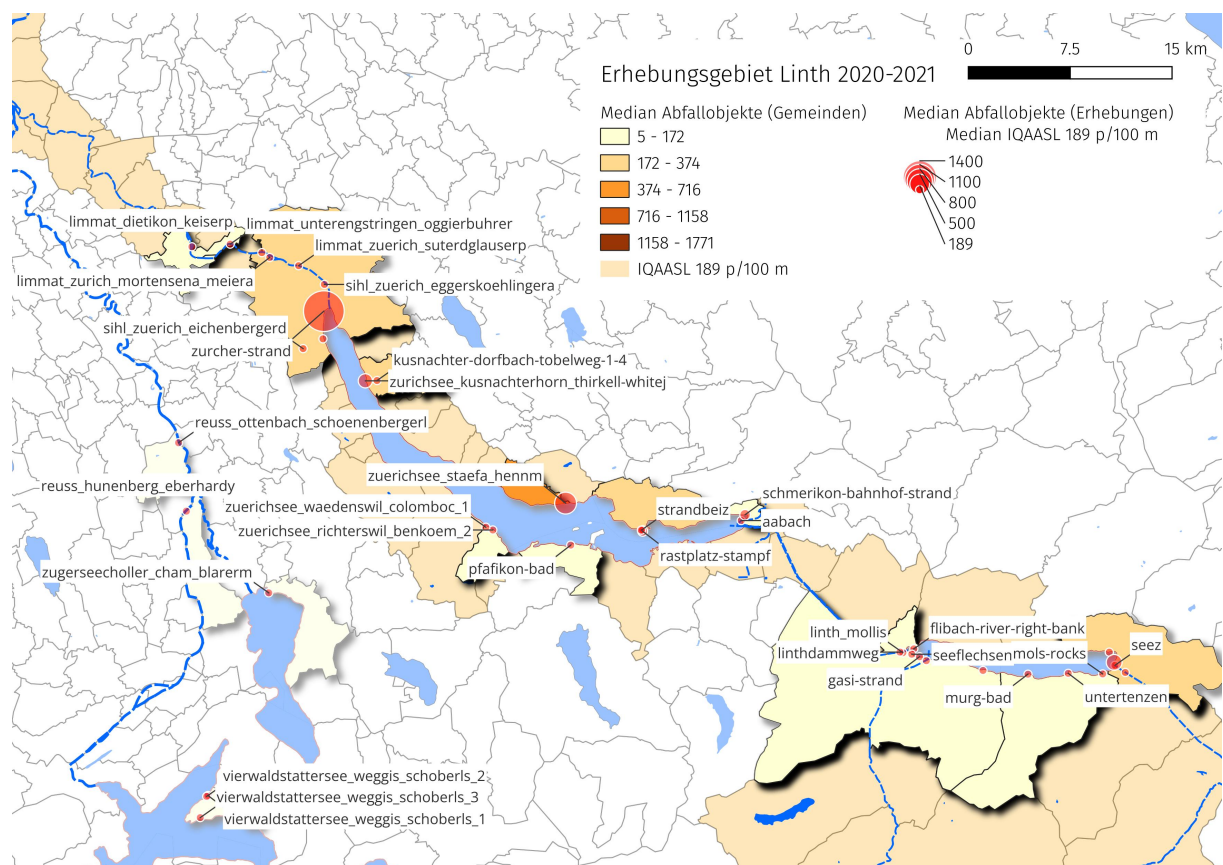 0 7.5 15 km
Erhebungsgebiet Linth 2020-2021
Median Abfallobjekte (Gemeinden)
5 - 172
172 - 374
374 - 716
716 - 1158
1158 - 1771
IQAASL 189 p/100 m
Median Abfallobjekte (Erhebungen)
Median IQAASL 189 p/100 m
1400
1100
800
500
189
limmat_dietikon_keiserp
limmat_unterengstringen_oggierbuhrer
limmat_zuerich_suterdglauserp
limmat_zurich_mortensena_meiera
sihl_zuerich_eggerskoehlingera
sihl_zuerich_eichenbergerd
zurcher-strand
kusnachter-dorfbach-tobelweg-1-4
zurichsee_kusnachterhorn_thirkell-whitej
reuss_ottenbach_schoenenbergerl
zuerichsee_staefa_hennm
reuss_hunenberg_eberhardy
schmerikon-bahnhof-strand
zuerichsee_waedenswil_colomboc_1
strandbeiz
aabach
zuerichsee_richterswil_benkoem_2
rastplatz-stampf
pfafikon-bad
zugerseecholler_cham_blarerm
linth_mollis
flibach-river-right-bank
linthdammweg
seeflechsen
mols-rocks
seez
gasi-strand
murg-bad
untertenzen
vierwaldstattersee_weggis_schoberls_2
vierwaldstattersee_weggis_schoberls_3
vierwaldstattersee_weggis_schoberls_1